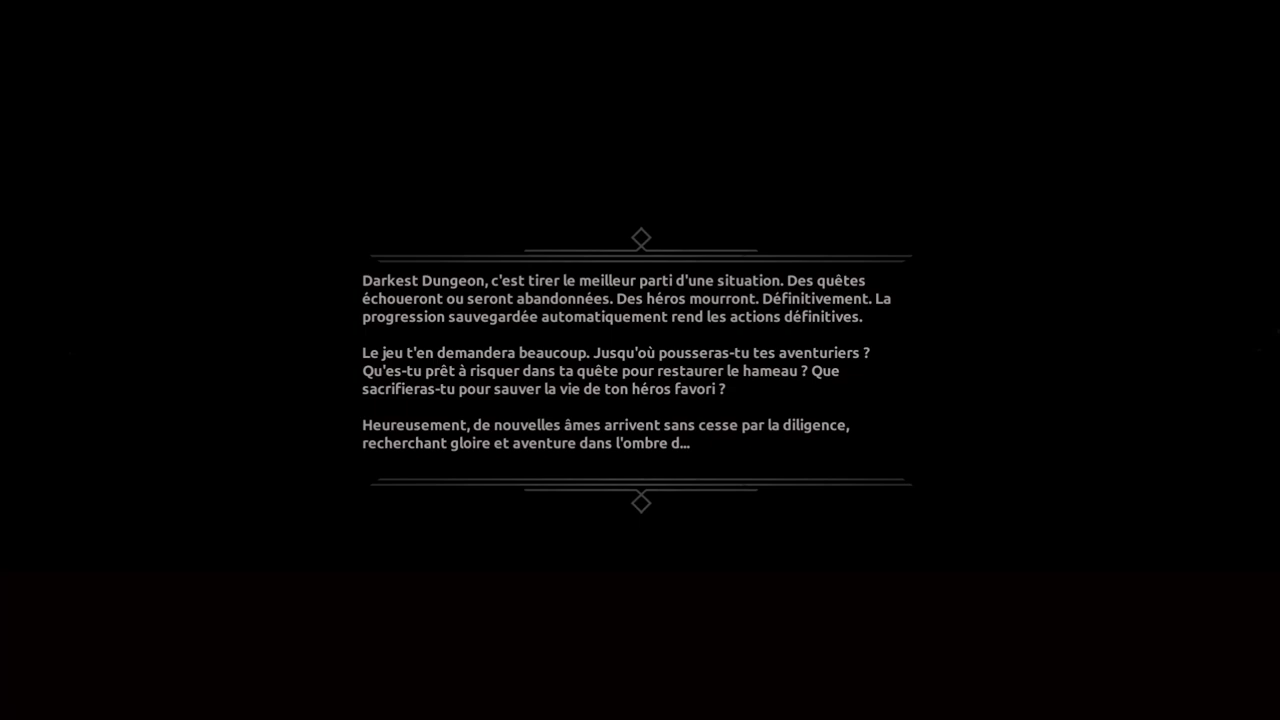 Darkest Dungeon, c'est tirer le meilleur parti d'une situation. Des quêtes
échoueront ou seront abandonnées. Des héros mourront. Définitivement. La
progression sauvegardée automatiquement rend les actions définitives.
Le jeu t'en demandera beaucoup. Jusqu'où pousseras-tu tes aventuriers ?
Qu'es-tu prêt à risquer dans ta quête pour restaurer le hameau ? Que
sacrifieras-tu pour sauver la vie de ton héros favori ?
Heureusement, de nouvelles âmes arrivent sans cesse par la diligence,
recherchant gloire et aventure dans l'ombre d...